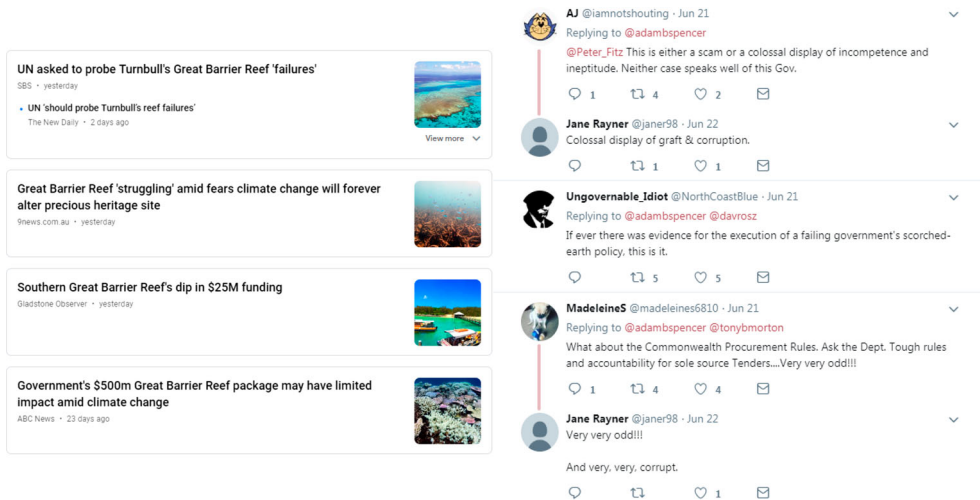 UN asked to probe Turnbull's Great Barrier Reef 'failures'
SBS • yesterday
• UN 'should probe Turnbull's reef failures'
The New Daily • 2 days ago
View more
Great Barrier Reef 'struggling' amid fears climate change will forever
alter precious heritage site
9news.com.au • yesterday
Southern Great Barrier Reef's dip in $25M funding
Gladstone Observer • yesterday
Government's $500m Great Barrier Reef package may have limited
impact amid climate change
ABC News • 23 days ago
AJ @iamnotshouting · Jun 21
Replying to @adambspencer
@Peter_Fitz This is either a scam or a colossal display of incompetence and
ineptitude. Neither case speaks well of this Gov.
1 4 2
Jane Rayner @janer98 · Jun 22
Colossal display of graft & corruption.
1 1
Ungovernable_Idiot @NorthCoastBlue · Jun 21
Replying to @adambspencer @davrosz
If ever there was evidence for the execution of a failing government's scorched-
earth policy, this is it.
5 5
MadeleineS @madeleines6810 · Jun 21
Replying to @adambspencer @tonybmorton
What about the Commonwealth Procurement Rules. Ask the Dept. Tough rules
and accountability for sole source Tenders....Very very odd!!!
1 4 4
Jane Rayner @janer98 · Jun 22
Very very odd!!!
And very, very, corrupt.
1